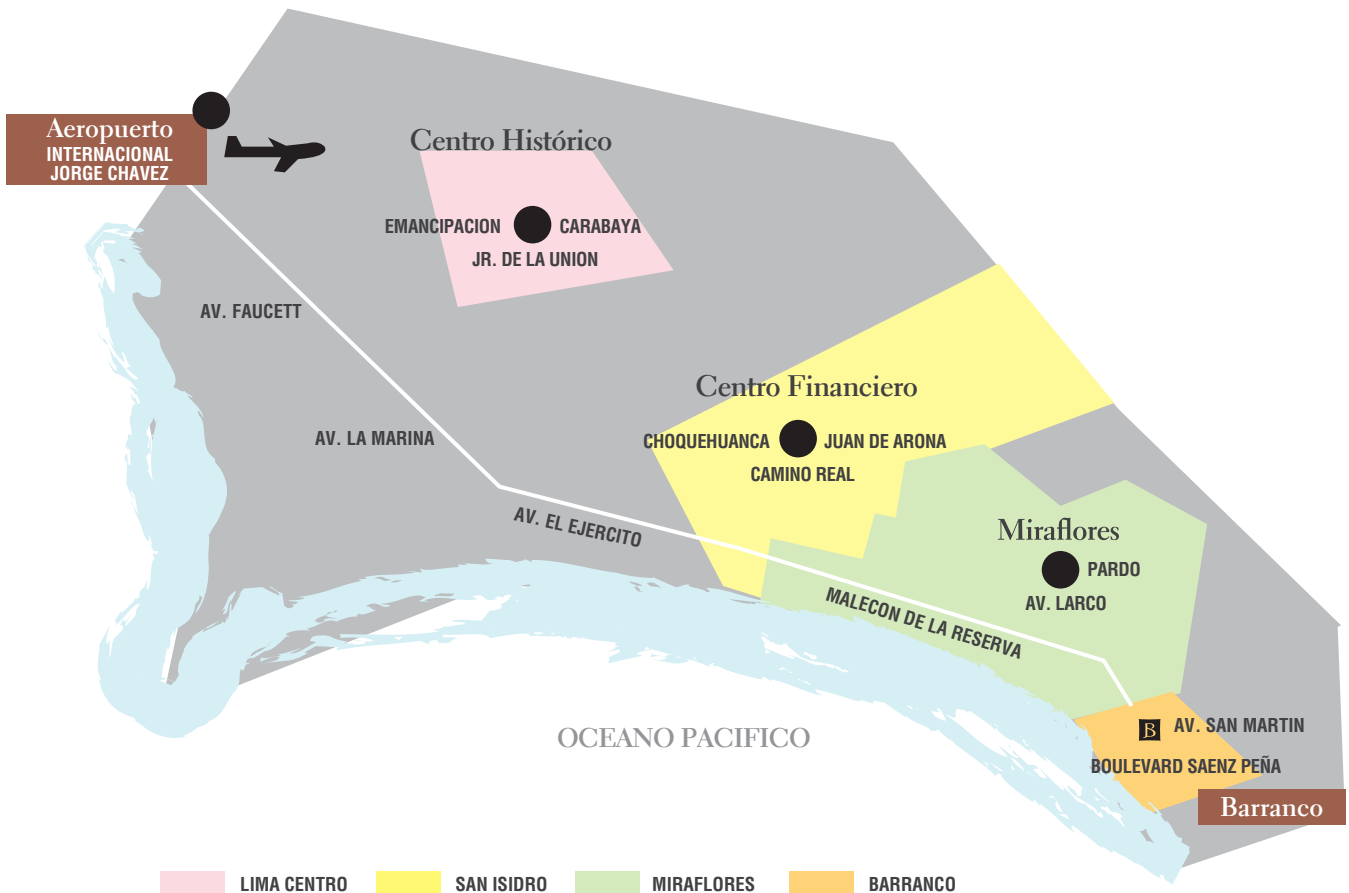 Aeropuerto
INTERNACIONAL
JORGE CHAVEZ
Centro Histórico
EMANCIPACION
CARABAYA
JR. DE LA UNION
AV. FAUCETT
Centro Financiero
AV. LA MARINA
CHOQUEHUANCA
JUAN DE ARONA
CAMINO REAL
AV. EL EJERCITO
Miraflores
PARDO
AV. LARCO
MALECON DE LA RESERVA
OCEANO PACIFICO
B
AV. SAN MARTIN
BOULEVARD SAENZ PEÑA
Barranco
LIMA CENTRO
SAN ISIDRO
MIRAFLORES
BARRANCO